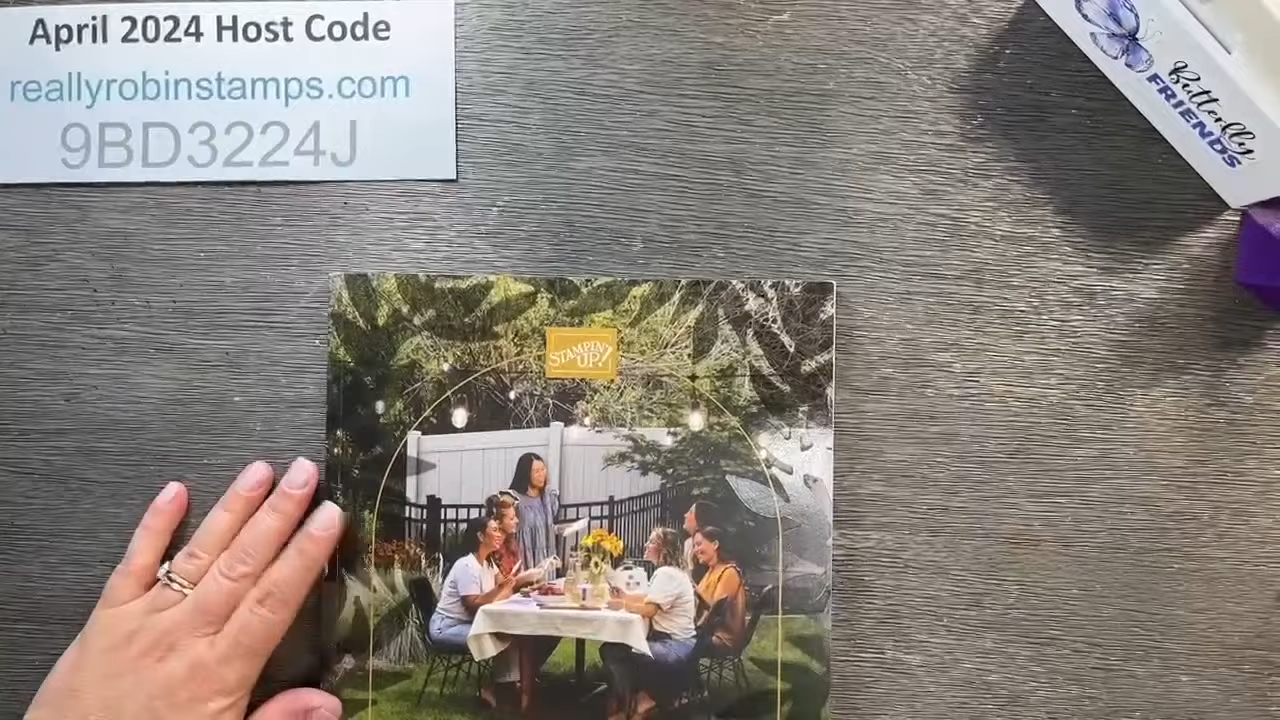 April 2024 Host Code
reallyrobinstamps.com
9BD3224J
Butterfly
FRIENDS
STAMPIN'
UP!